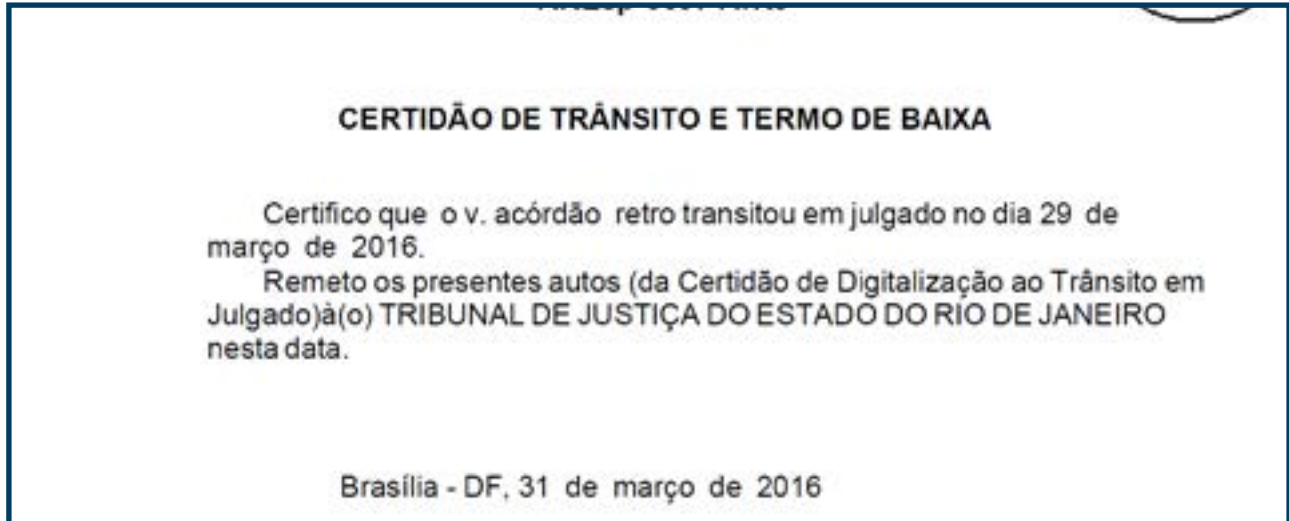 CERTIDÃO DE TRÂNSITO E TERMO DE BAIXA
Certifico que o v. acórdão retro transitou em julgado no dia 29 de
março de 2016.
Remeto os presentes autos (da Certidão de Digitalização ao Trânsito em
Julgado)à(o) TRIBUNAL DE JUSTIÇA DO ESTADO DO RIO DE JANEIRO
nesta data.
Brasília - DF, 31 de março de 2016